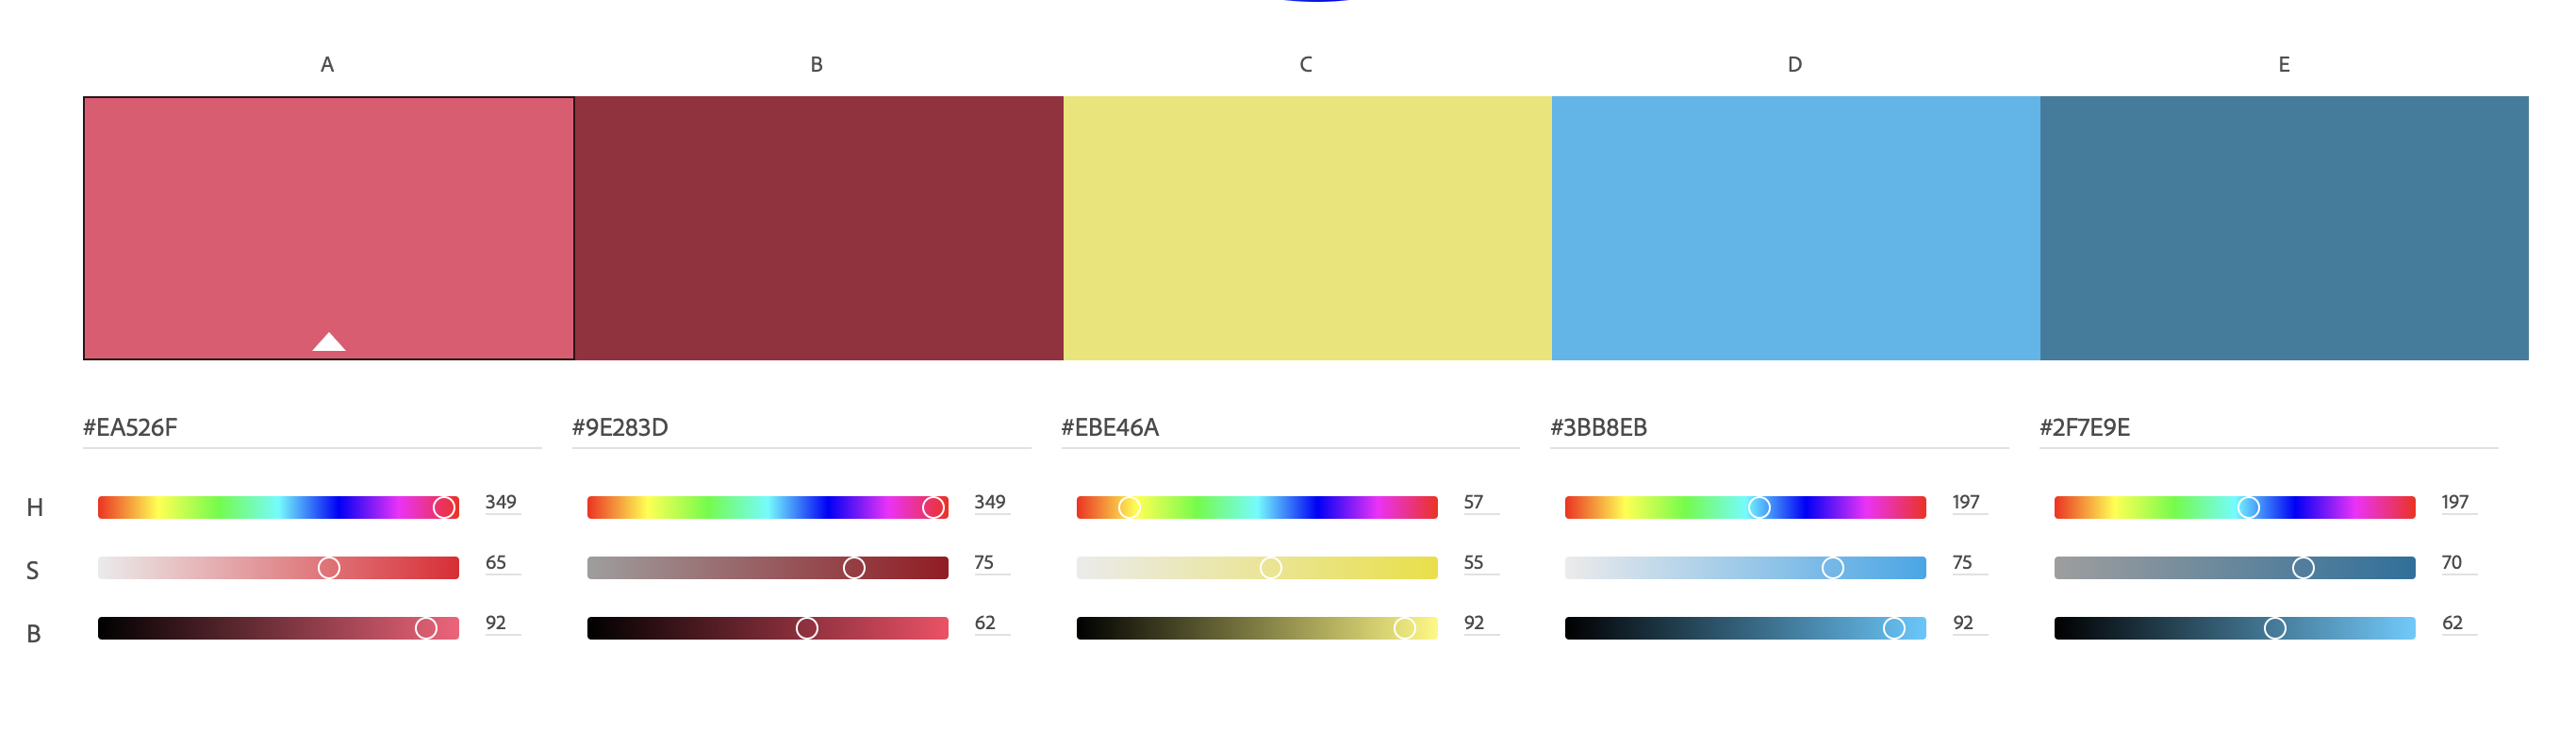 A B C D E
#EA526F #9E283D #EBE46A #3BB8EB #2F7E9E
H 349 349 57 197 197
S 65 75 55 75 70
B 92 62 92 92 62